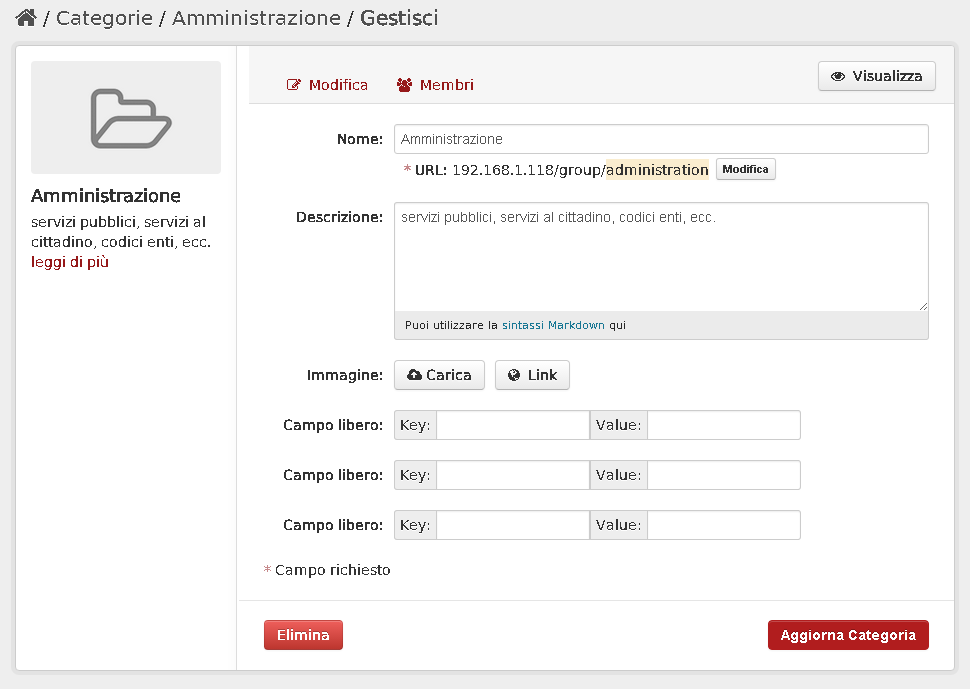 / Categorie / Amministrazione / Gestisci
Modifica Membri Visualizza
Amministrazione
servizi pubblici, servizi al
cittadino, codici enti, ecc.
leggi di più
Nome: Amministrazione
* URL: 192.168.1.118/group/administration Modifica
Descrizione: servizi pubblici, servizi al cittadino, codici enti, ecc.
Puoi utilizzare la sintassi Markdown qui
Immagine: Carica Link
Campo libero: Key: Value:
Campo libero: Key: Value:
Campo libero: Key: Value:
* Campo richiesto
Elimina Aggiorna Categoria